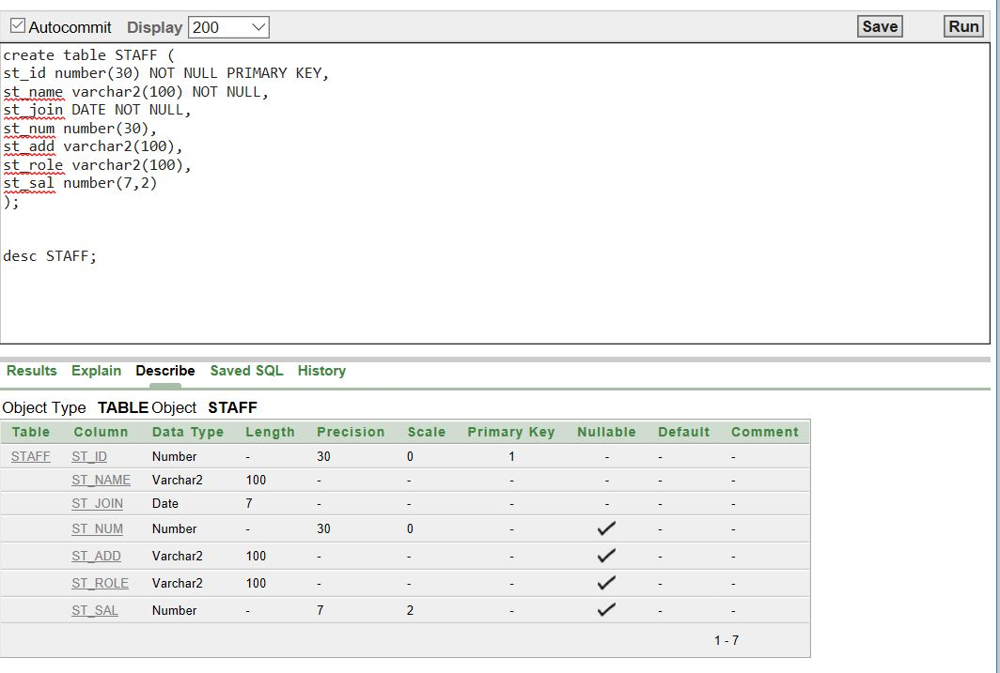 Autocommit Display 200 Save Run
create table STAFF (
st_id number(30) NOT NULL PRIMARY KEY,
st_name varchar2(100) NOT NULL,
st_join DATE NOT NULL,
st_num number(30),
st_add varchar2(100),
st_role varchar2(100),
st_sal number(7,2)
);
desc STAFF;
Results Explain Describe Saved SQL History
Object Type TABLE Object STAFF
Table Column Data Type Length Precision Scale Primary Key Nullable Default Comment
STAFF ST_ID Number - 30 0 1 - - -
ST_NAME Varchar2 100 - - - - - -
ST_JOIN Date 7 - - - - - -
ST_NUM Number - 30 0 - ✓ - -
ST_ADD Varchar2 100 - - - ✓ - -
ST_ROLE Varchar2 100 - - - ✓ - -
ST_SAL Number - 7 2 - ✓ - -
1 - 7